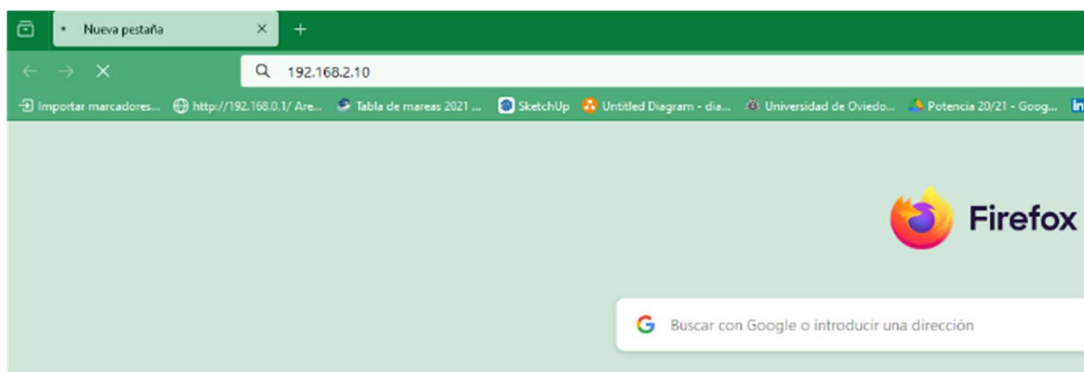 Nueva pestaña
192.168.2.10
Importar marcadores... http://192.168.0.1/ Are... Tabla de mareas 2021 ... SketchUp Untitled Diagram - dia... Universidad de Oviedo... Potencia 20/21 - Goog... in
Firefox
G Buscar con Google o introducir una dirección